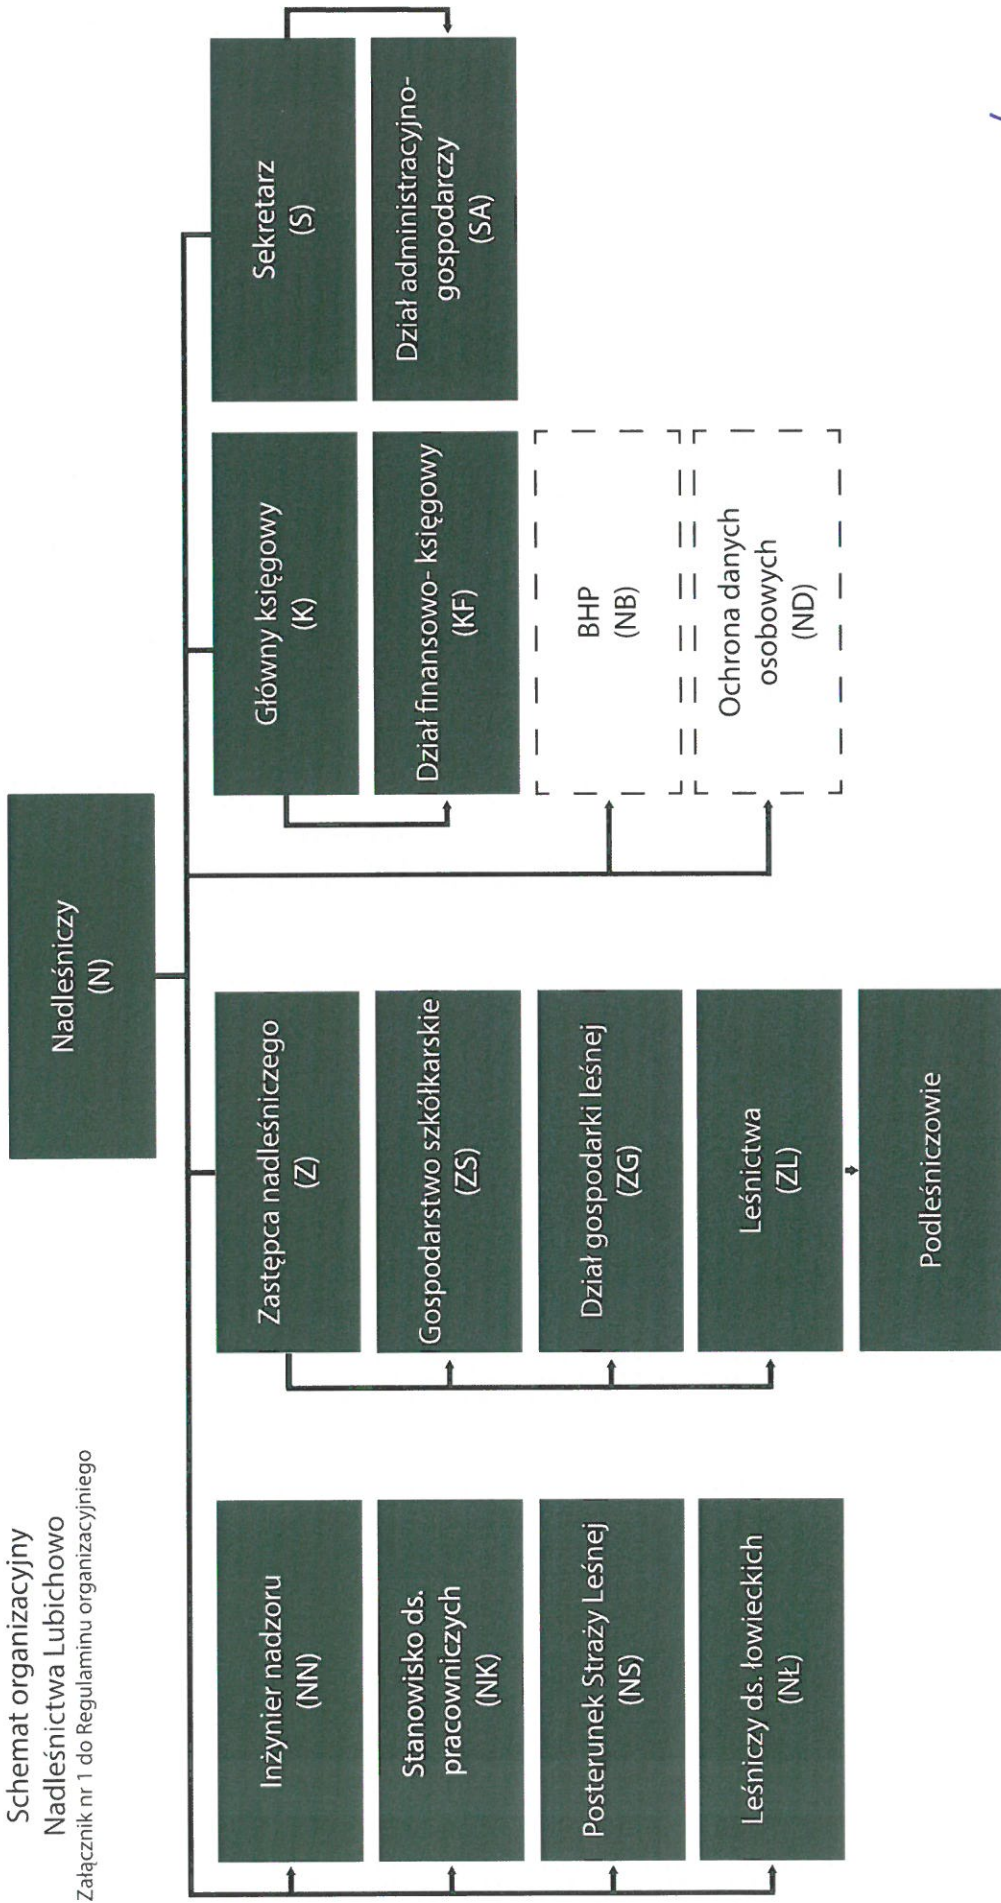 Schemat organizacyjny
Nadleśnictwa Lubichowo
Załącznik nr 1 do Regulaminu organizacyjnego
Nadleśniczy
(N)
Inżynier nadzoru
(NN)
Stanowisko ds.
pracowniczych
(NK)
Posterunek Straży Leśnej
(NS)
Leśniczy ds. łowieckich
(NŁ)
Zastępca nadleśniczego
(Z)
Gospodarstwo szkółkarskie
(ZS)
Dział gospodarki leśnej
(ZG)
Leśnictwa
(ZL)
Podleśniczowie
Główny księgowy
(K)
Dział finansowo- księgowy
(KF)
BHP
(NB)
Ochrona danych
osobowych
(ND)
Sekretarz
(S)
Dział administracyjno-
gospodarczy
(SA)